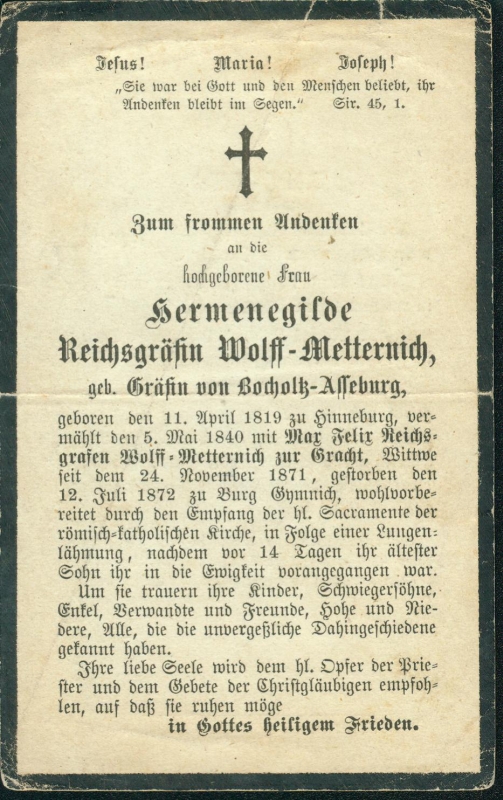 Jesus! Maria! Joseph!
„Sie war bei Gott und den Menschen beliebt, ihr
Andenken bleibt im Segen.“ Sir. 45, 1.
Zum frommen Andenken
an die
hochgeborene Frau
Hermenegilde
Reichsgräfin Wolff-Metternich,
geb. Gräfin von Bocholtz-Asseburg,
geboren den 11. April 1819 zu Hinneburg, ver-
mählt den 5. Mai 1840 mit Max Felix Reichs-
grafen Wolff-Metternich zur Gracht, Wittwe
seit dem 24. November 1871, gestorben den
12. Juli 1872 zu Burg Gymnich, wohlvorbe-
reitet durch den Empfang der hl. Sacramente der
römisch-katholischen Kirche, in Folge einer Lungen-
lähmung, nachdem vor 14 Tagen ihr ältester
Sohn ihr in die Ewigkeit vorangegangen war.
Um sie trauern ihre Kinder, Schwiegersöhne,
Enkel, Verwandte und Freunde, Hohe und Nie-
dere, Alle, die die unvergeßliche Dahingeschiedene
gekannt haben.
Ihre liebe Seele wird dem hl. Opfer der Prie-
ster und dem Gebete der Christgläubigen empfoh-
len, auf daß sie ruhen möge
in Gottes heiligem Frieden.